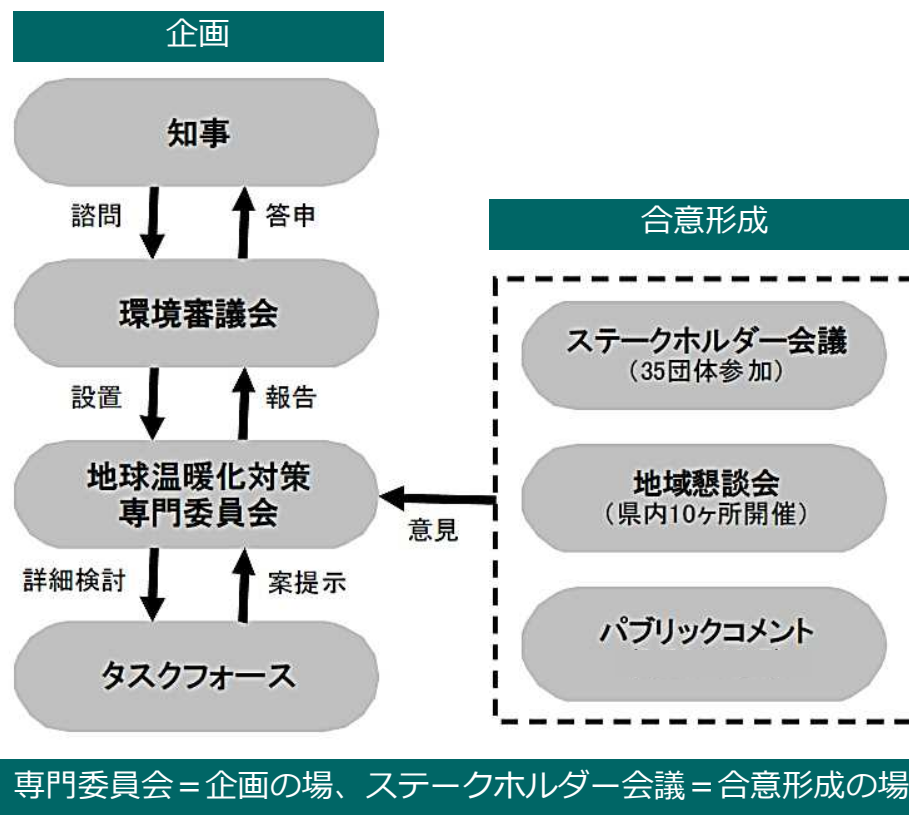 企画
知事
諮問
答申
環境審議会
設置
報告
地球温暖化対策
専門委員会
詳細検討
案提示
タスクフォース
意見
合意形成
ステークホルダー会議
（35団体参加）
地域懇談会
（県内10ヶ所開催）
パブリックコメント
専門委員会＝企画の場、ステークホルダー会議＝合意形成の場